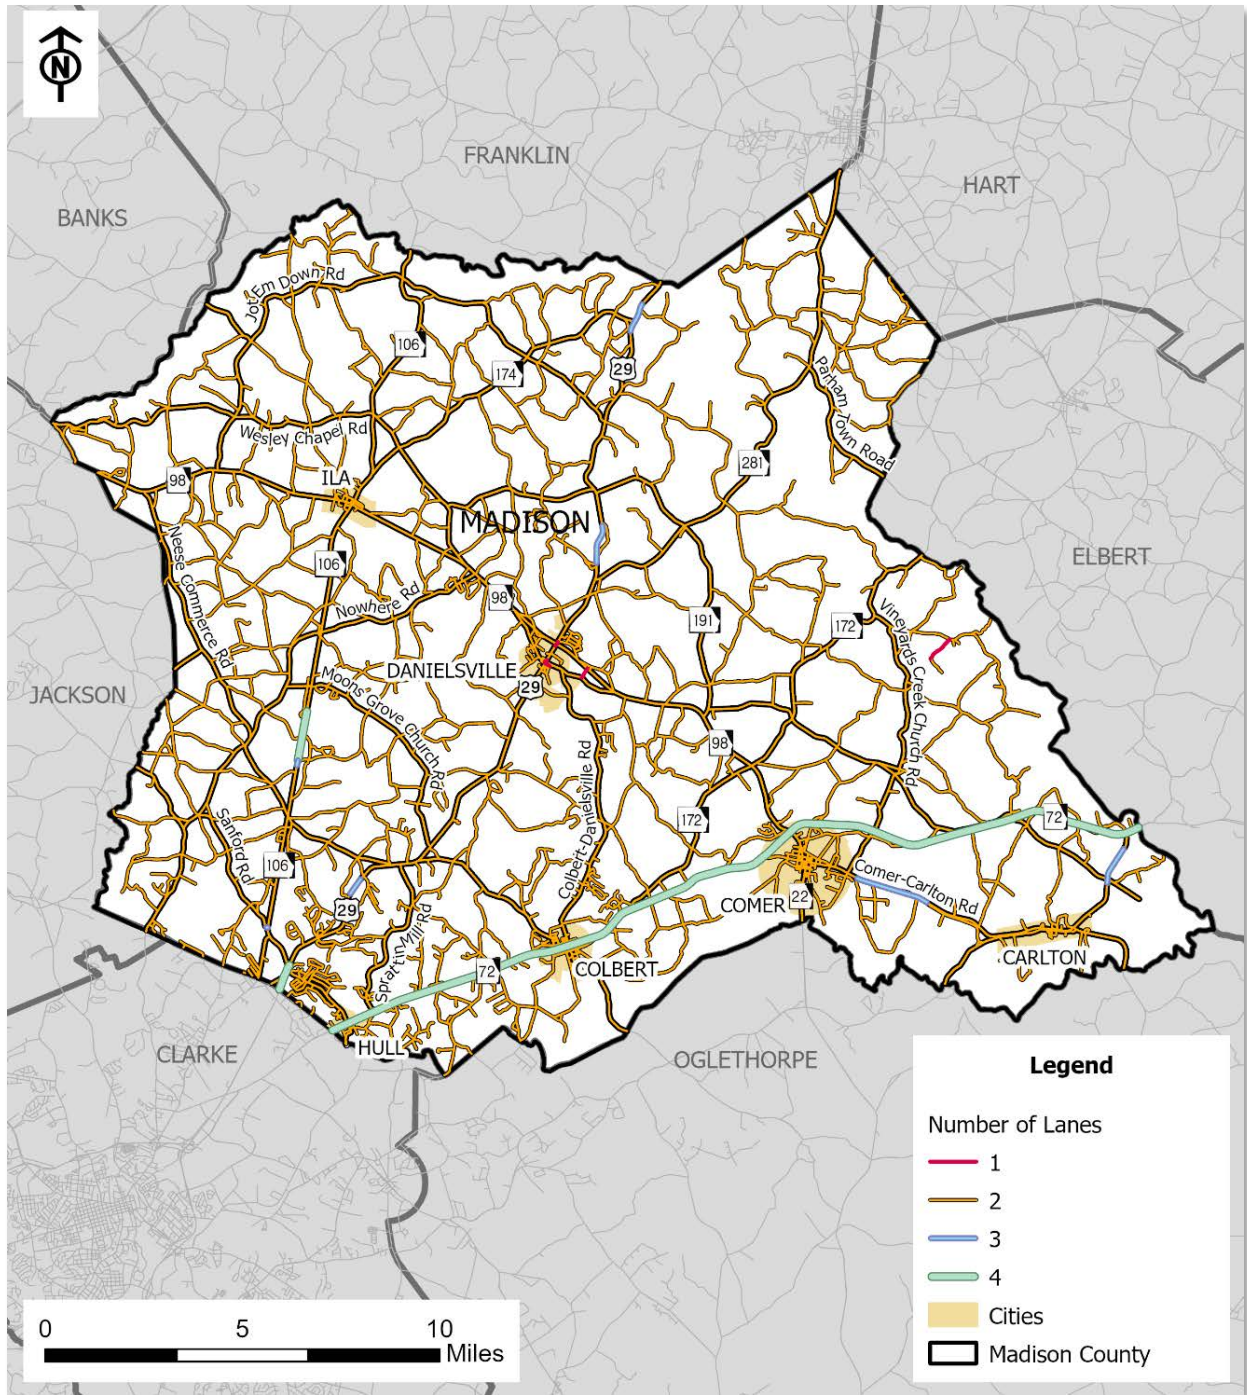 N
FRANKLIN
HART
BANKS
Jot Em Down Rd
106
174
29
Parham Town Road
Wesley Chapel Rd
281
98
ILA
MADISON
Neese Commerce Rd
106
ELBERT
Nowhere Rd
98
191
172
Vineyards Creek Church Rd
DANIELSVILLE
29
JACKSON
Moons Grove Church Rd
98
Colbert-Danielsville Rd
172
72
Sanford Rd
106
Comer-Carlton Rd
COMER
22
29
Spratlin Mill Rd
CARLTON
COLBERT
72
HULL
CLARKE
OGLETHORPE
Legend
Number of Lanes
1
2
3
4
Cities
Madison County
0 5 10
Miles